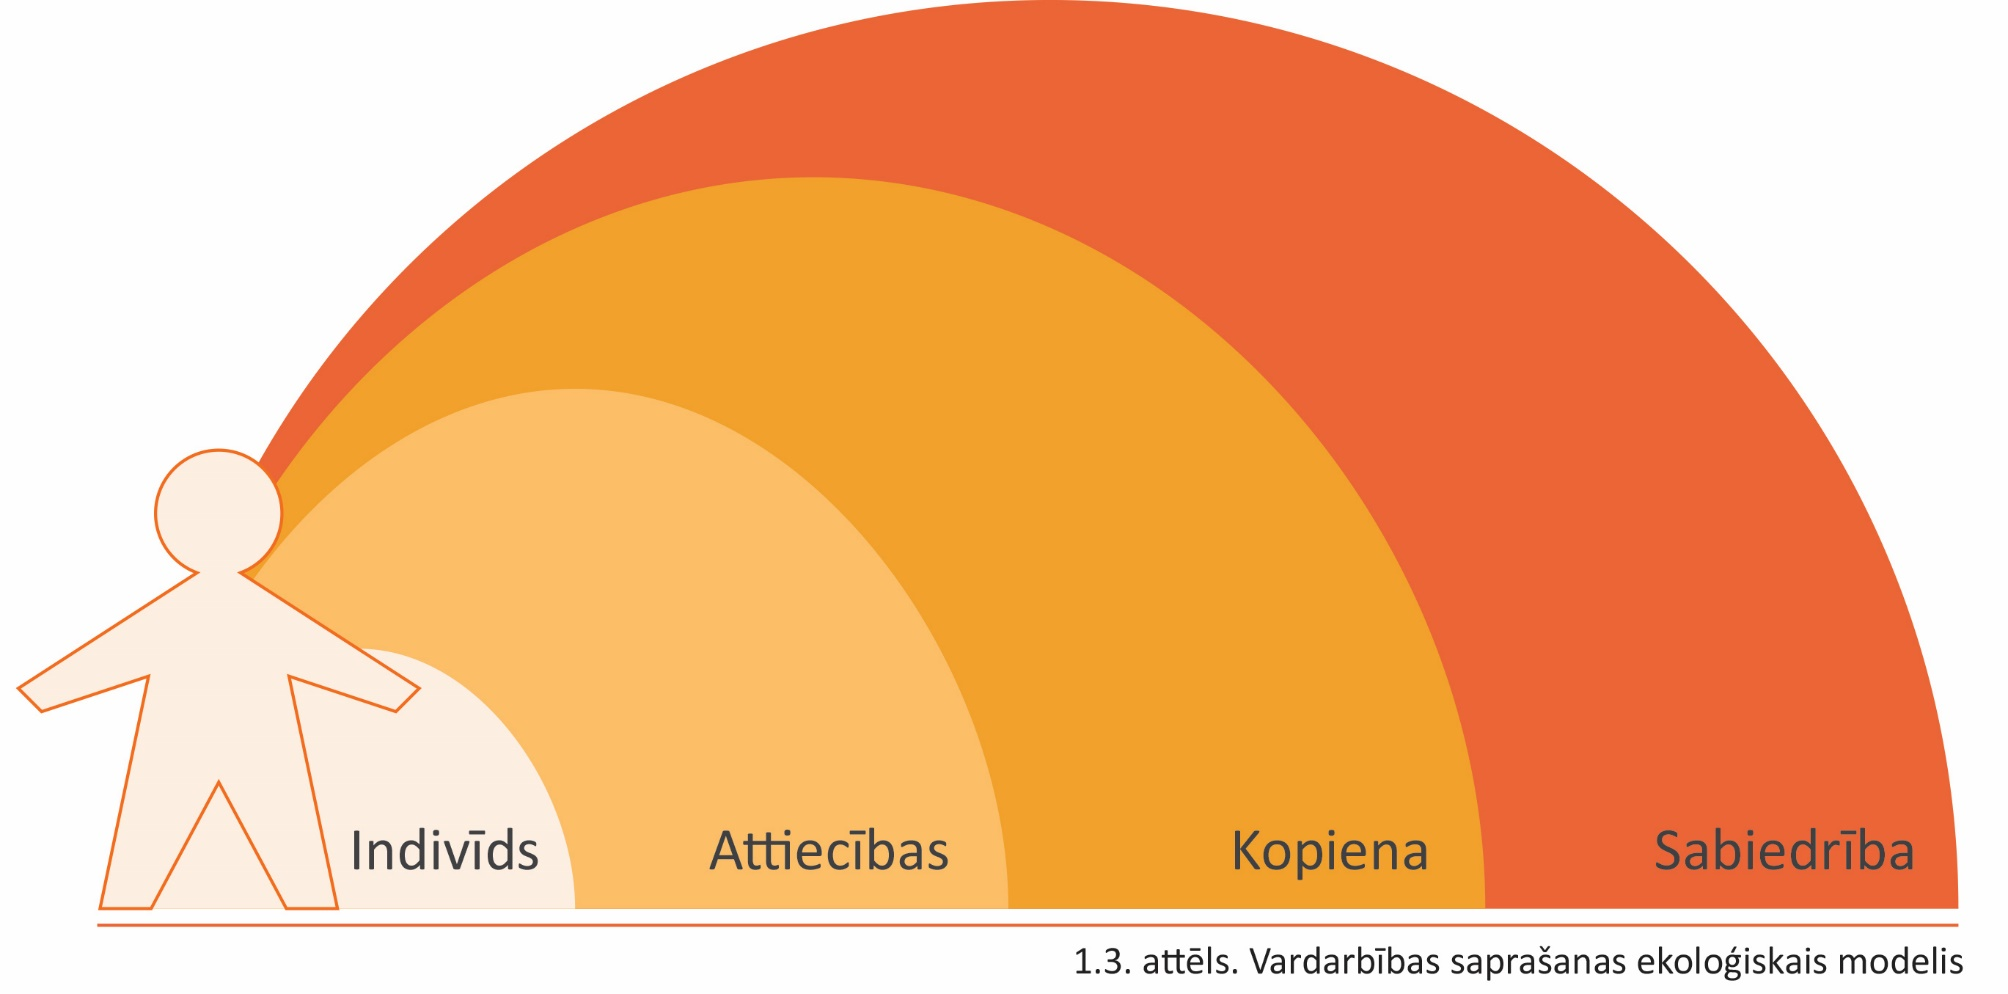 Indivīds Attiecības Kopiena Sabiedrība
1.3. attēls. Vardarbības saprašanas ekoloģiskais modelis